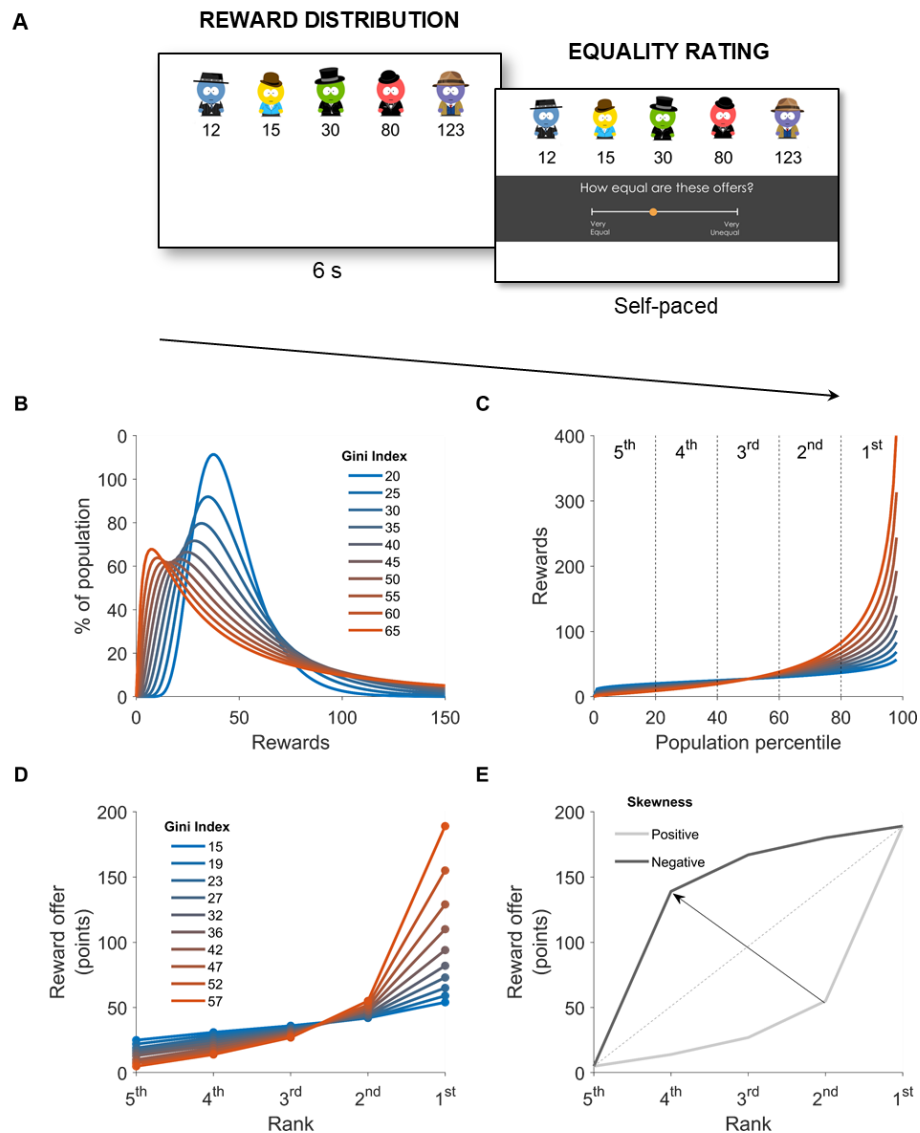 A
REWARD DISTRIBUTION
12 15 30 80 123
6 s
EQUALITY RATING
12 15 30 80 123
How equal are these offers?
Very
Equal
Very
Unequal
Self-paced
B
0
100
80
60
40
20
0
% of population
0 50 100 150
Rewards
Gini Index
20
25
30
35
40
45
50
55
60
65
C
400
300
200
100
0
Rewards
5th 4th 3rd 2nd 1st
0 20 40 60 80 100
Population percentile
D
200
150
100
50
0
Reward offer
(points)
Gini Index
15
19
23
27
32
36
42
47
52
57
5th 4th 3rd 2nd 1st
Rank
E
200
150
100
50
0
Reward offer
(points)
Skewness
Positive
Negative
5th 4th 3rd 2nd 1st
Rank